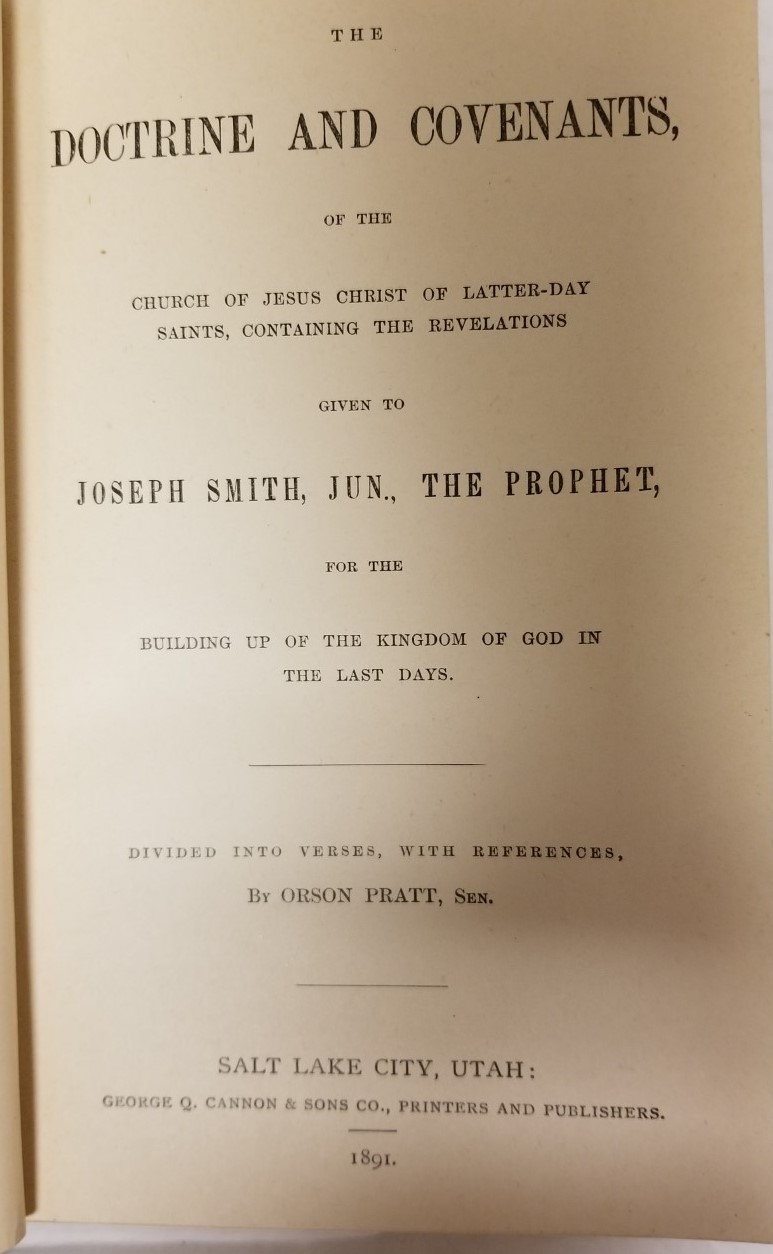 THE
DOCTRINE AND COVENANTS,
OF THE
CHURCH OF JESUS CHRIST OF LATTER-DAY
SAINTS, CONTAINING THE REVELATIONS
GIVEN TO
JOSEPH SMITH, JUN., THE PROPHET,
FOR THE
BUILDING UP OF THE KINGDOM OF GOD IN
THE LAST DAYS.
DIVIDED INTO VERSES, WITH REFERENCES,
By ORSON PRATT, Sen.
SALT LAKE CITY, UTAH:
GEORGE Q. CANNON & SONS CO., PRINTERS AND PUBLISHERS.
1891.